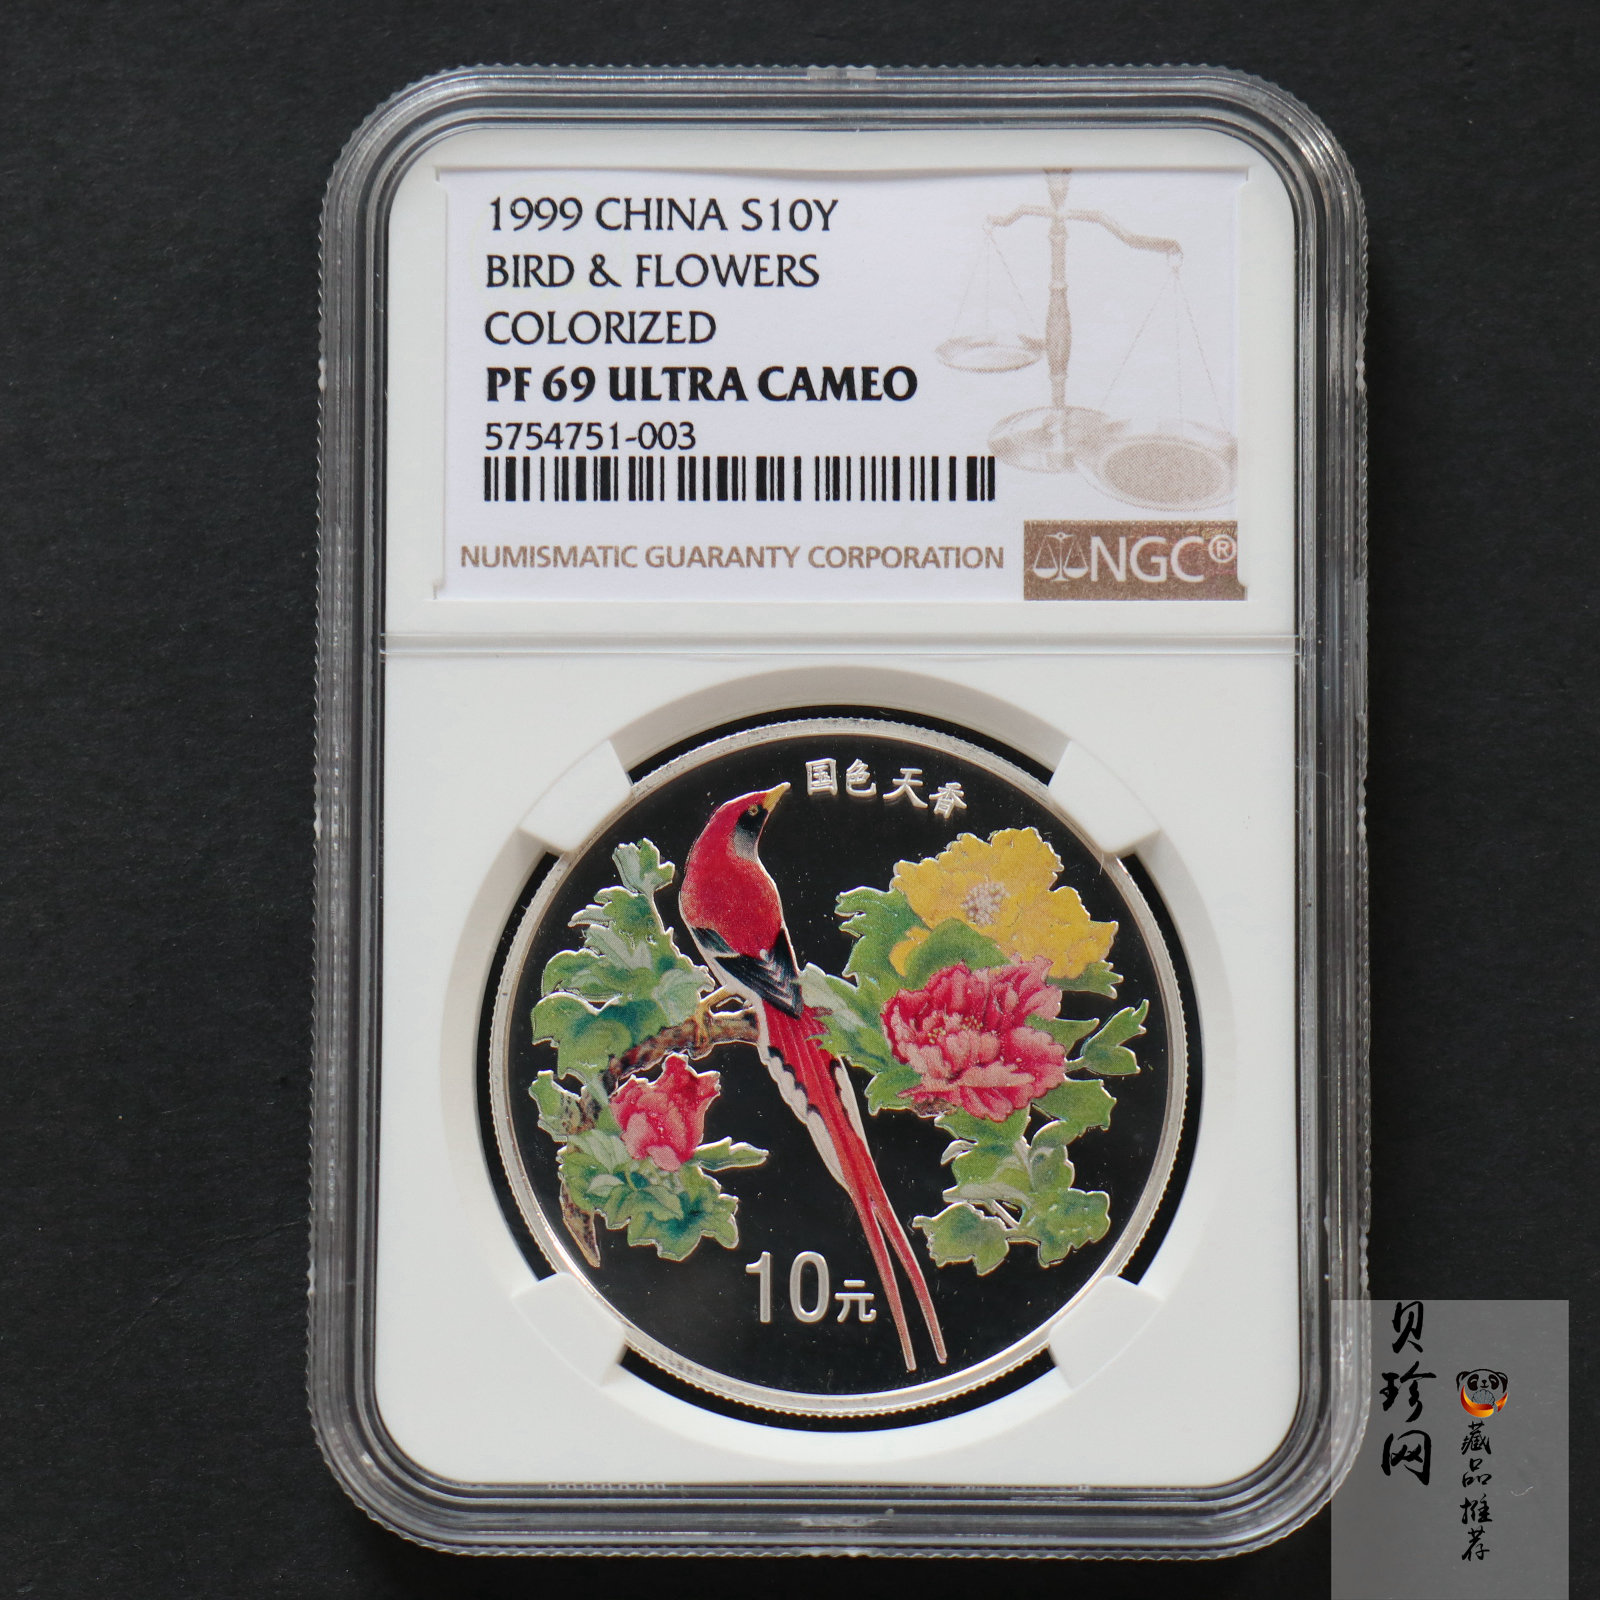 1999 CHINA S10Y
BIRD & FLOWERS
COLORIZED
PF 69 ULTRA CAMEO
5754751-003
NUMISMATIC GUARANTY CORPORATION
NGC®
国色天香
10元
贝珍网
藏品推荐